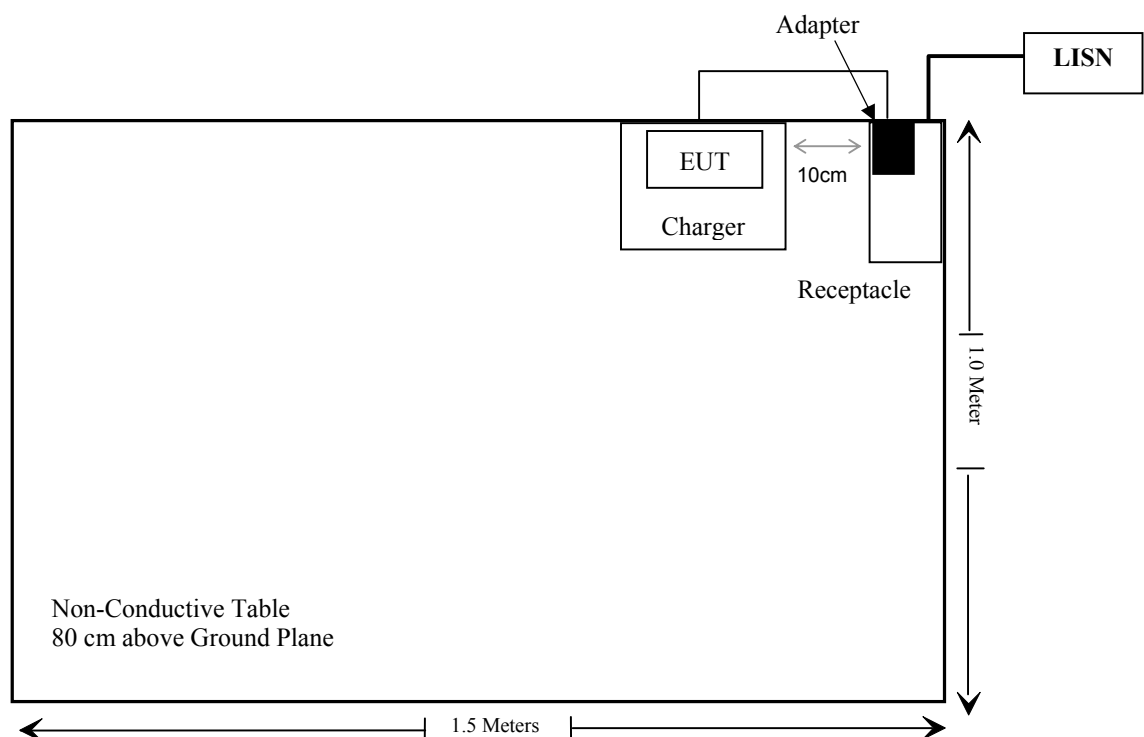 Adapter
LISN
EUT
10cm
Charger
Receptacle
1.0 Meter
Non-Conductive Table
80 cm above Ground Plane
1.5 Meters